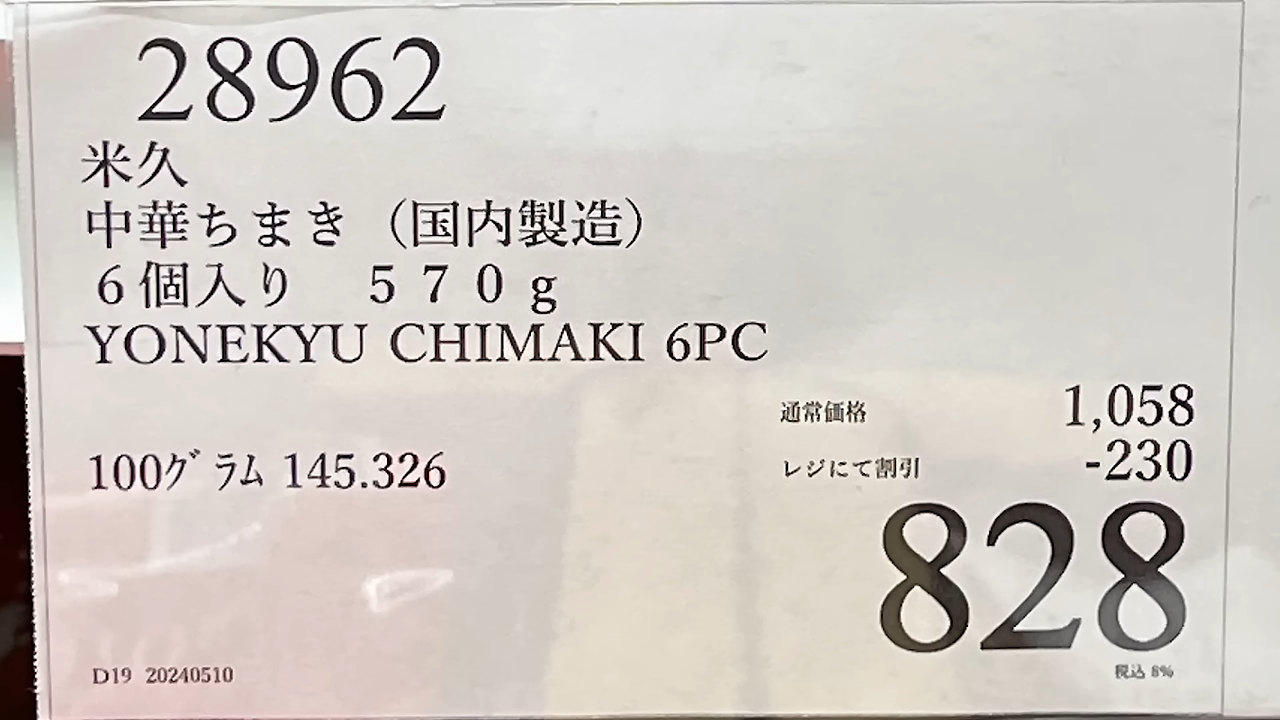 28962
米久
中華ちまき（国内製造）
６個入り　５７０ｇ
YONEKYU CHIMAKI 6PC
通常価格 1,058
100グラム 145.326
レジにて割引 -230
828
税込 8%
D19 20240510